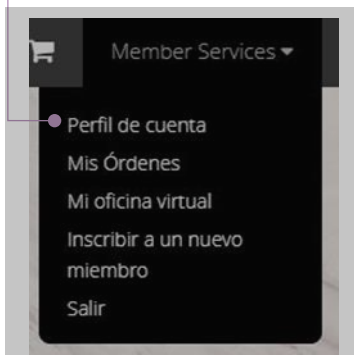 Member Services
Perfil de cuenta
Mis Órdenes
Mi oficina virtual
Inscribir a un nuevo
miembro
Salir